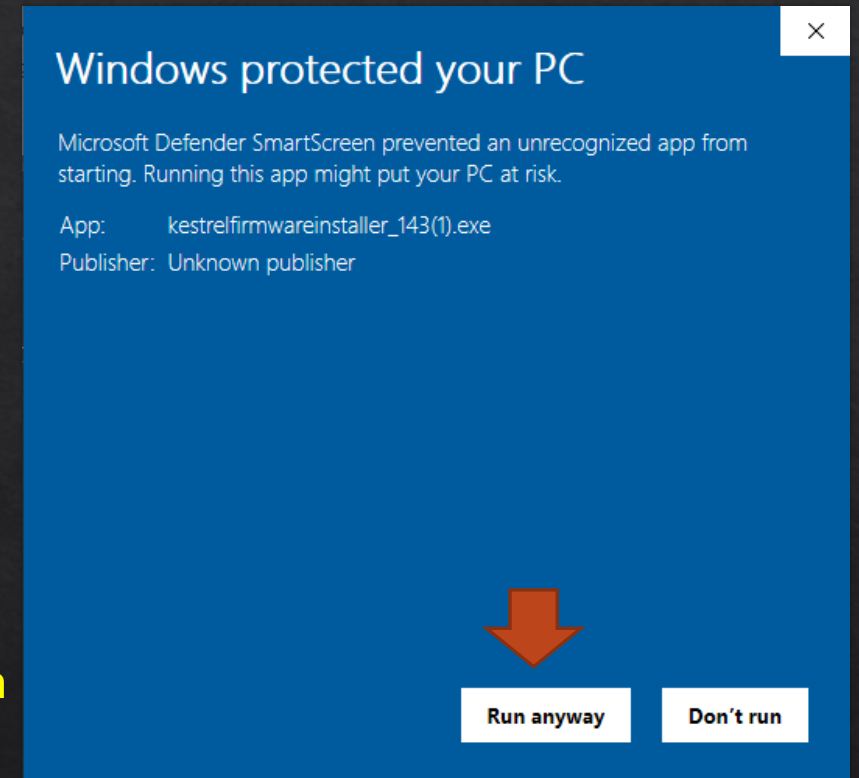 Windows protected your PC
Microsoft Defender SmartScreen prevented an unrecognized app from
starting. Running this app might put your PC at risk.
App: kestrelfirmwareinstaller_143(1).exe
Publisher: Unknown publisher
Run anyway Don't run